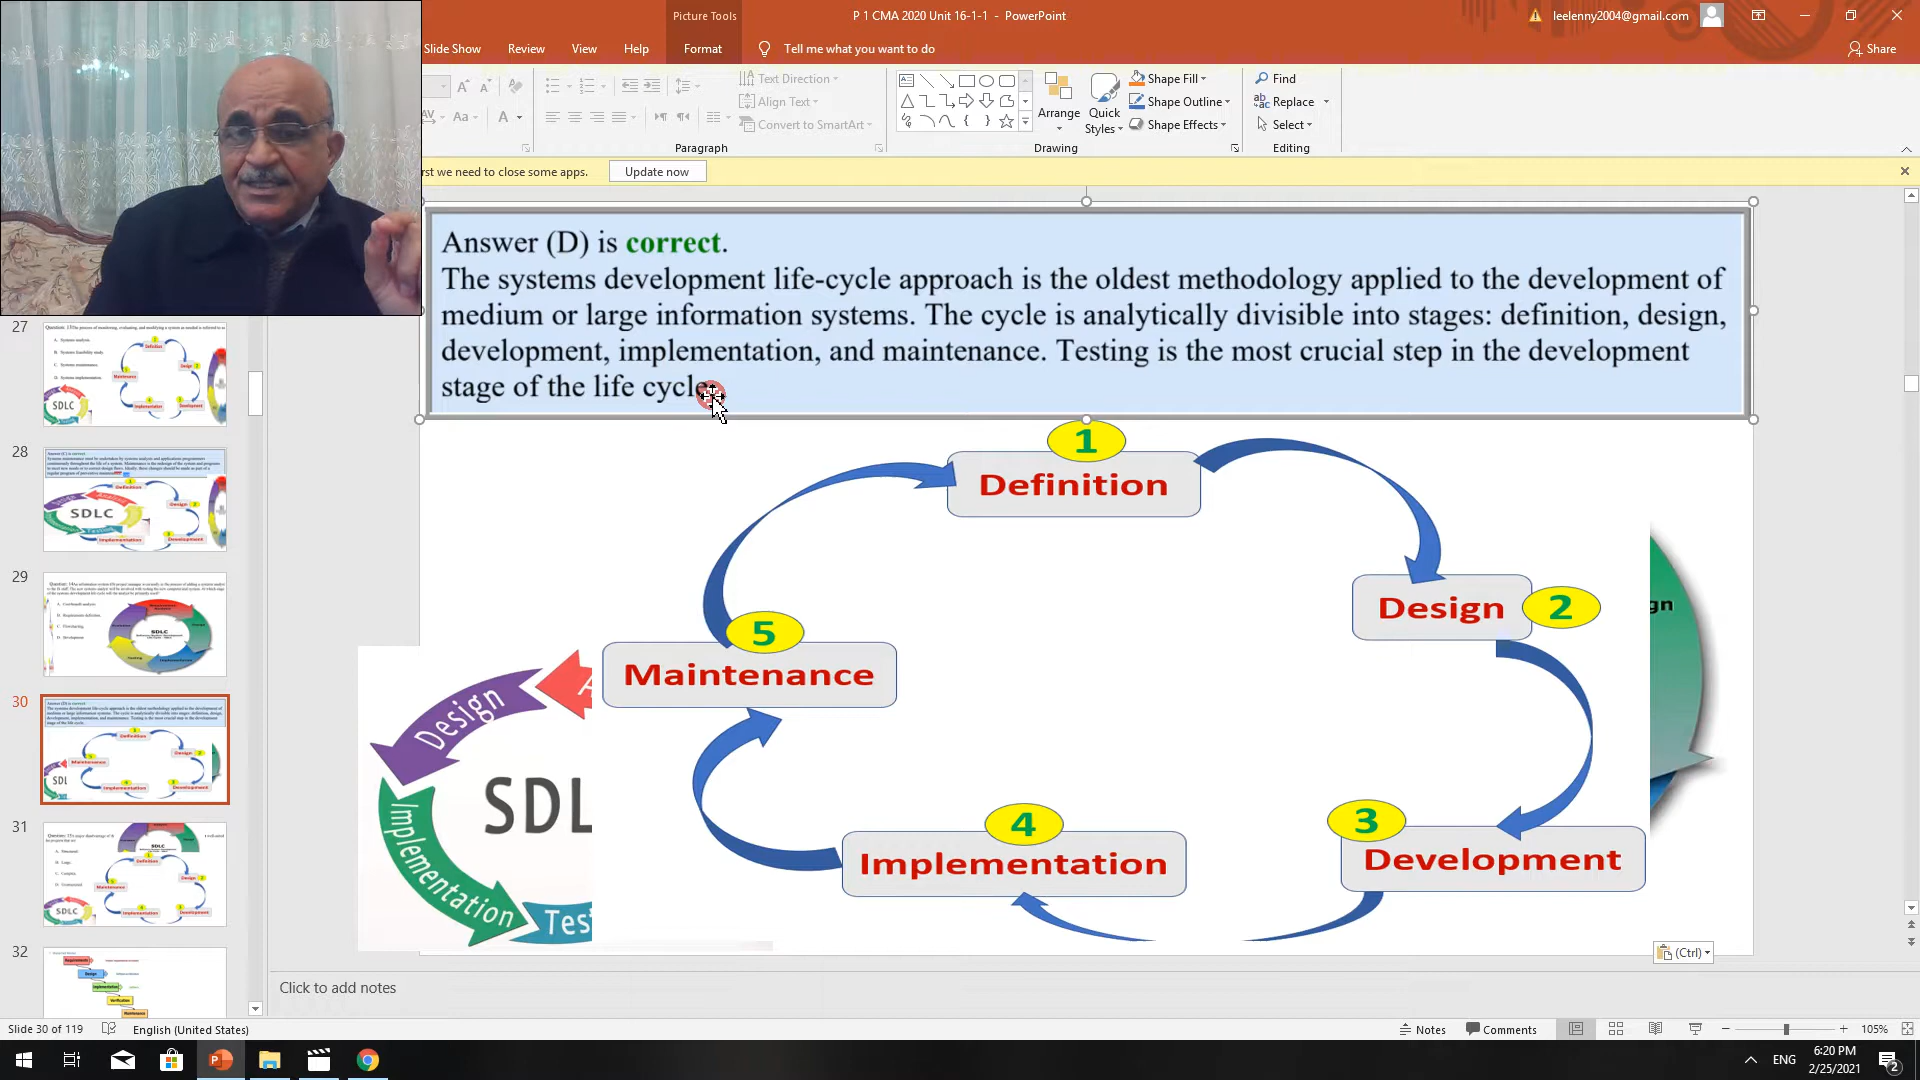 Picture Tools
P 1 CMA 2020 Unit 16-1-1 - PowerPoint
leelenny2004@gmail.com
Slide Show
Review
View
Help
Format
Tell me what you want to do
Share
Text Direction
Align Text
Convert to SmartArt
Paragraph
Arrange
Quick
Styles
Shape Fill
Shape Outline
Shape Effects
Drawing
Find
Replace
Select
Editing
rst we need to close some apps.
Update now
Answer (D) is correct.
The systems development life-cycle approach is the oldest methodology applied to the development of
medium or large information systems. The cycle is analytically divisible into stages: definition, design,
development, implementation, and maintenance. Testing is the most crucial step in the development
stage of the life cycle
1
Definition
Design
2
gn
5
Maintenance
Design
SDL
Implementation
Tes
4
Implementation
3
Development
27
28
29
30
31
32
SDLC
SDLC
SDLC
SDLC
(Ctrl)
Click to add notes
Slide 30 of 119
English (United States)
Notes
Comments
105%
ENG
6:20 PM
2/25/2021
2